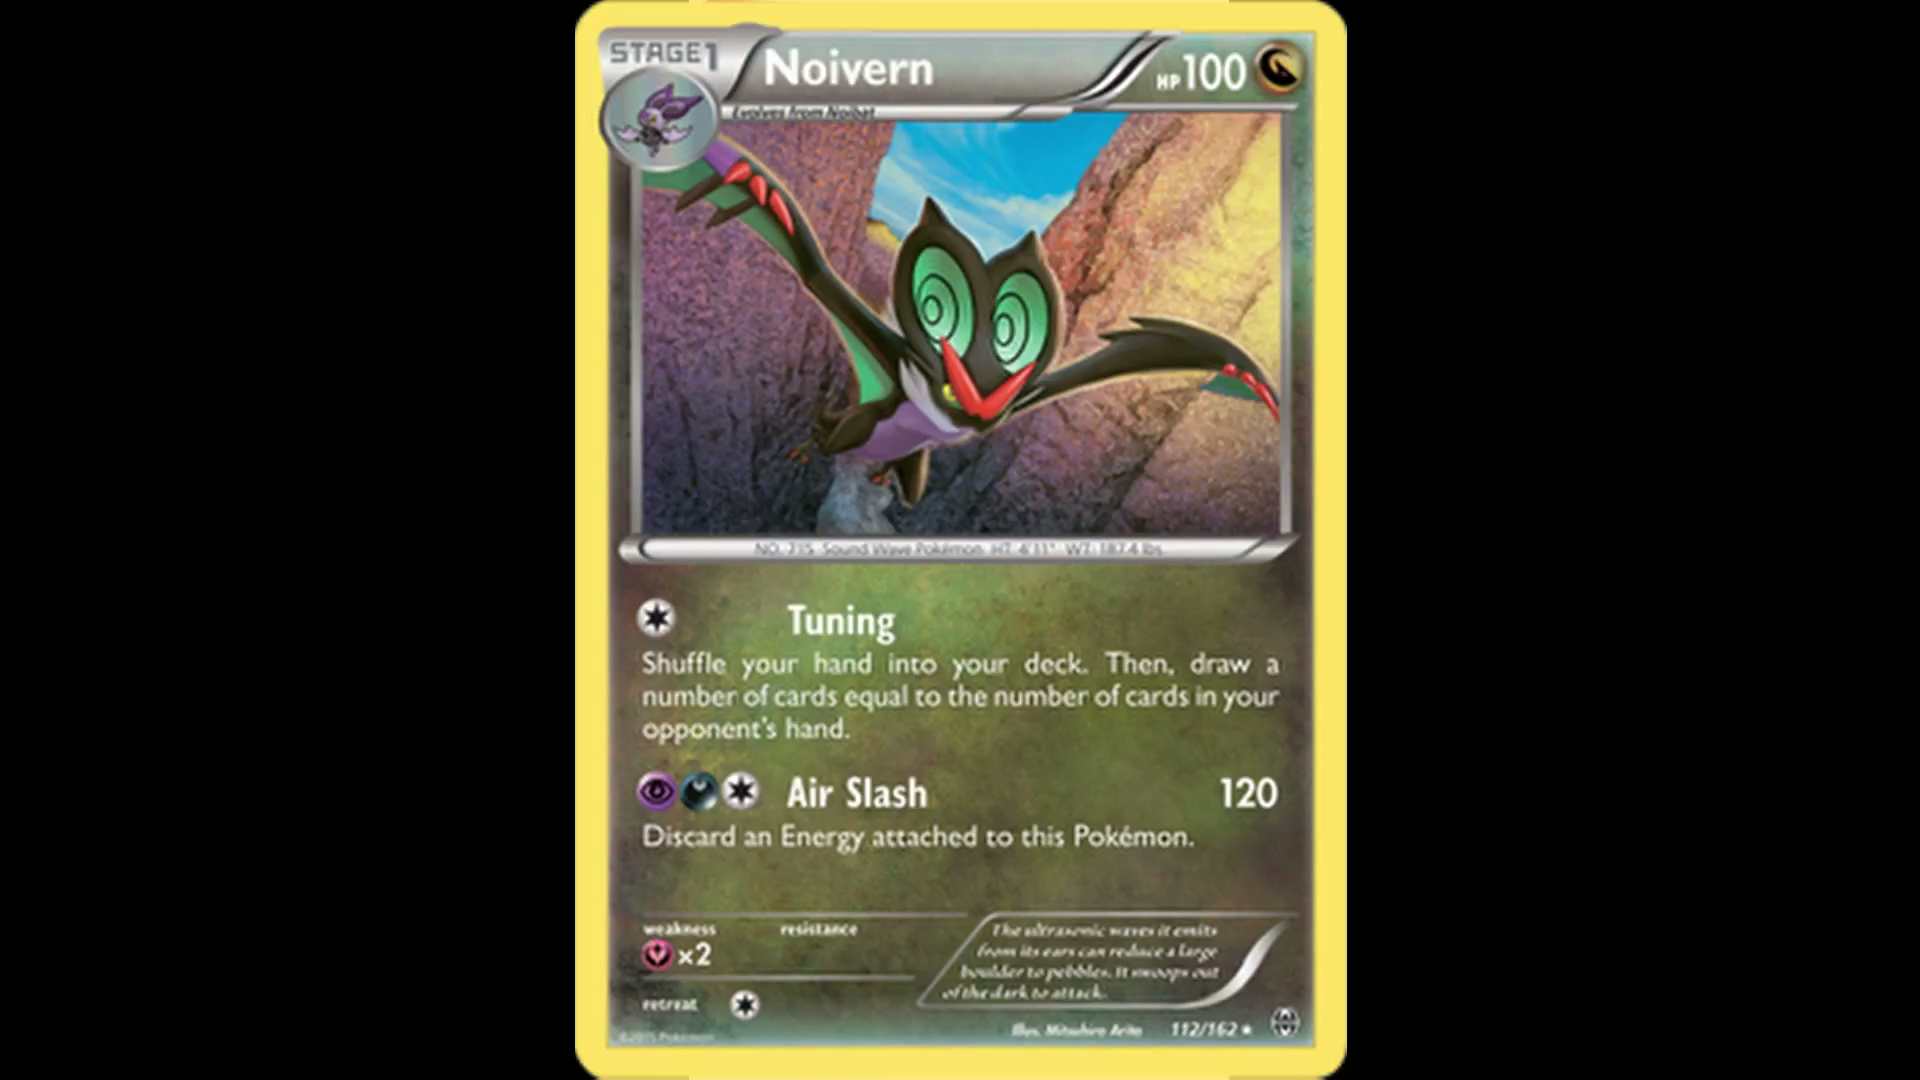 STAGE1
Noivern
HP100
Evolves from Noibat
NO. 715 Sound Wave Pokémon HT: 4'11" WT: 187.4 lbs.
Tuning
Shuffle your hand into your deck. Then, draw a
number of cards equal to the number of cards in your
opponent's hand.
Air Slash 120
Discard an Energy attached to this Pokémon.
weakness resistance
×2
retreat
The ultrasonic waves it emits
from its ears can reduce a large
boulder to pebbles. It swoops out
of the dark to attack.
Illus. Mitsuhiro Arita 112/162
©2015 Pokémon